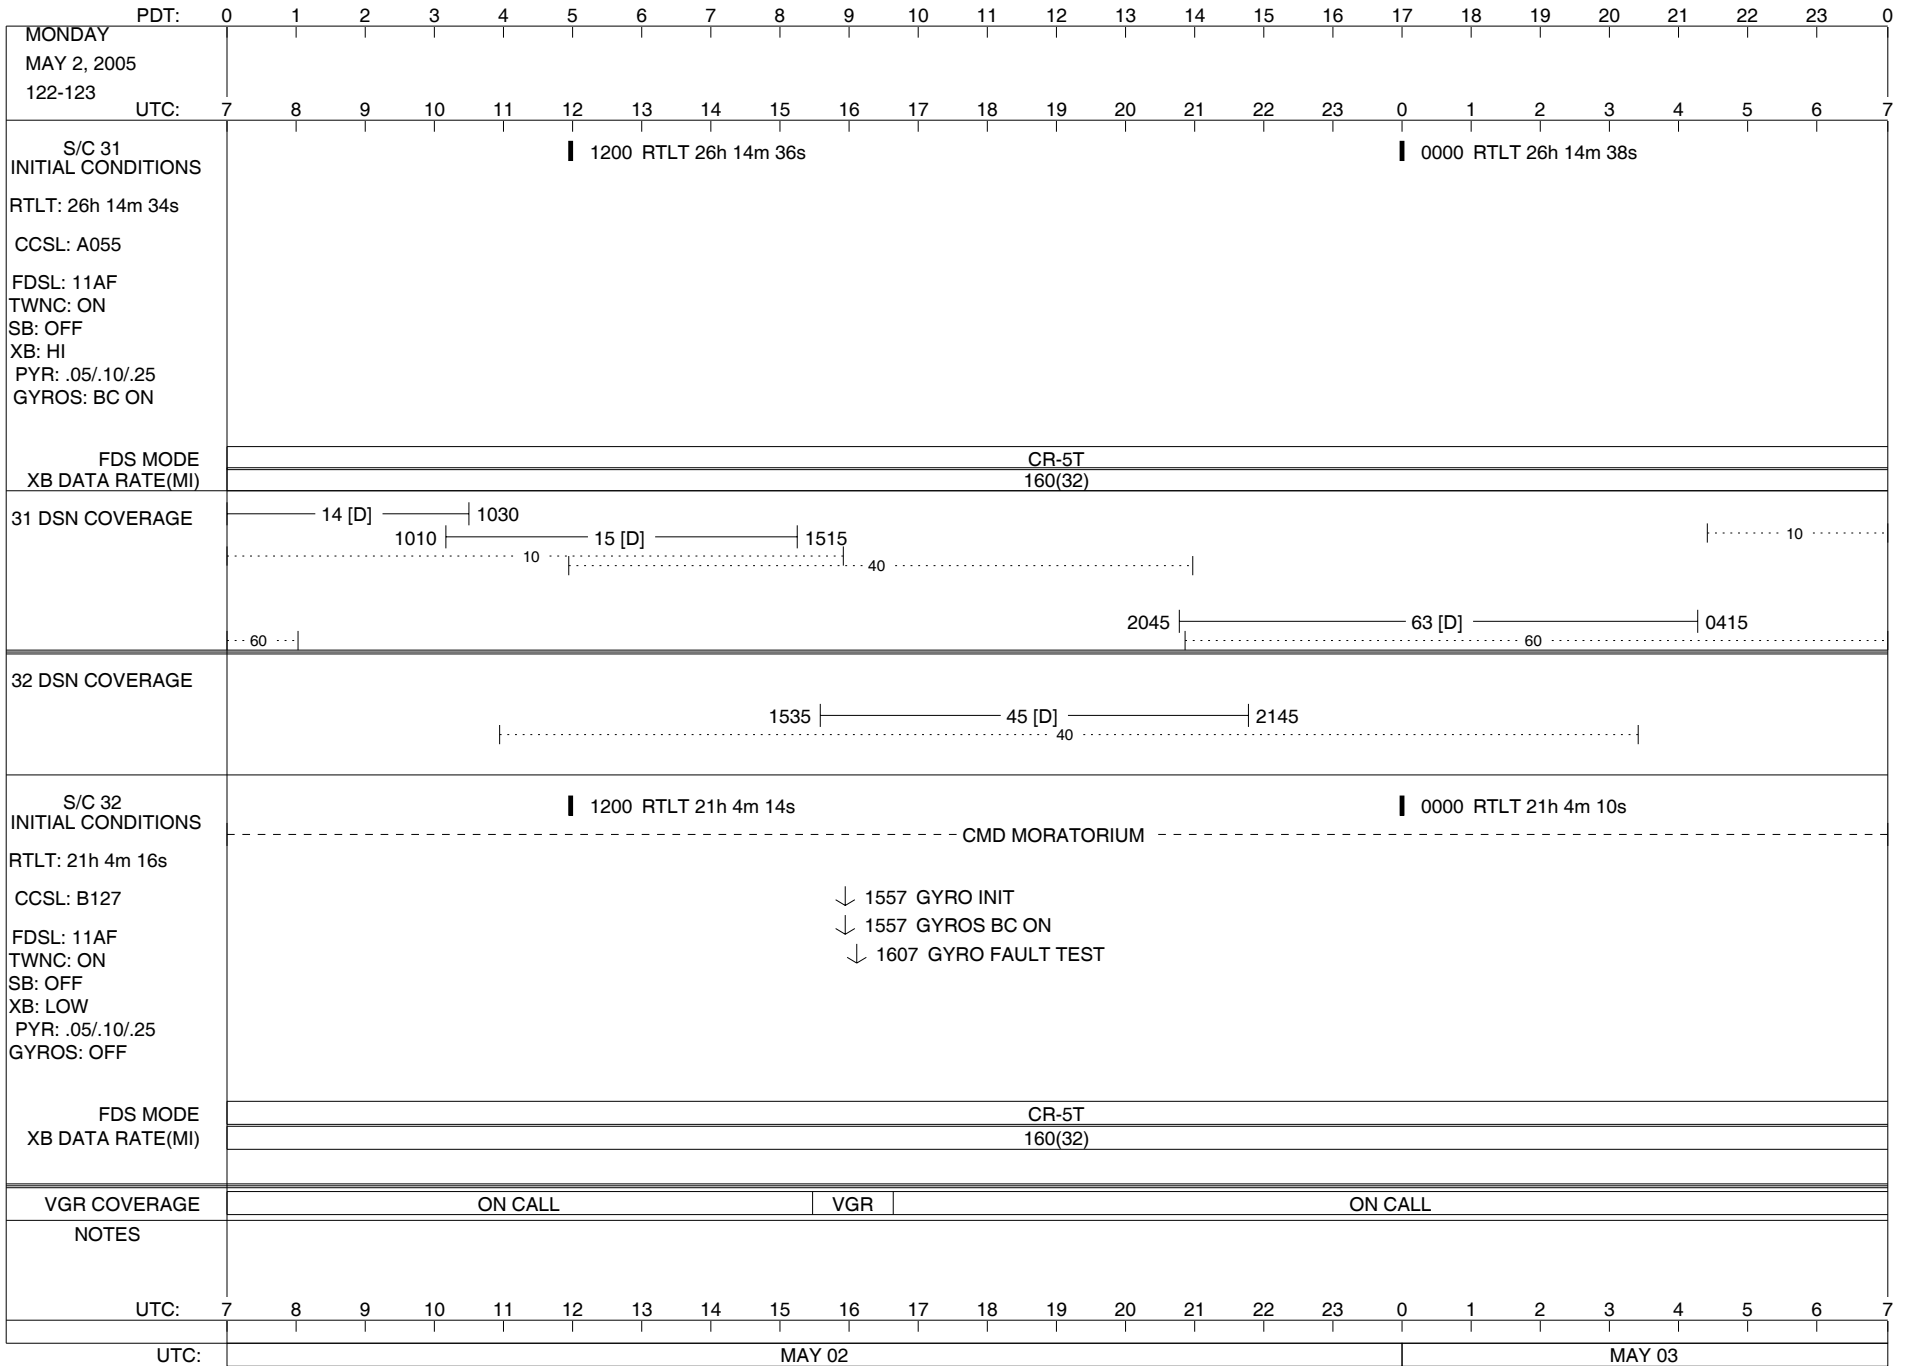 PDT: 0 1 2 3 4 5 6 7 8 9 10 11 12 13 14 15 16 17 18 19 20 21 22 23 0
MONDAY
MAY 2, 2005
122-123
UTC: 7 8 9 10 11 12 13 14 15 16 17 18 19 20 21 22 23 0 1 2 3 4 5 6 7
S/C 31
INITIAL CONDITIONS
1200 RTLT 26h 14m 36s
0000 RTLT 26h 14m 38s
RTLT: 26h 14m 34s
CCSL: A055
FDSL: 11AF
TWNC: ON
SB: OFF
XB: HI
PYR: .05/.10/.25
GYROS: BC ON
FDS MODE CR-5T
XB DATA RATE(MI) 160(32)
31 DSN COVERAGE
14 [D] 1030
1010 15 [D] 1515
10
10
40
2045 63 [D] 0415
60
60
32 DSN COVERAGE
1535 45 [D] 2145
40
S/C 32
INITIAL CONDITIONS
1200 RTLT 21h 4m 14s
0000 RTLT 21h 4m 10s
CMD MORATORIUM
RTLT: 21h 4m 16s
CCSL: B127
1557 GYRO INIT
1557 GYROS BC ON
1607 GYRO FAULT TEST
FDSL: 11AF
TWNC: ON
SB: OFF
XB: LOW
PYR: .05/.10/.25
GYROS: OFF
FDS MODE CR-5T
XB DATA RATE(MI) 160(32)
VGR COVERAGE ON CALL VGR ON CALL
NOTES
UTC: 7 8 9 10 11 12 13 14 15 16 17 18 19 20 21 22 23 0 1 2 3 4 5 6 7
UTC: MAY 02 MAY 03